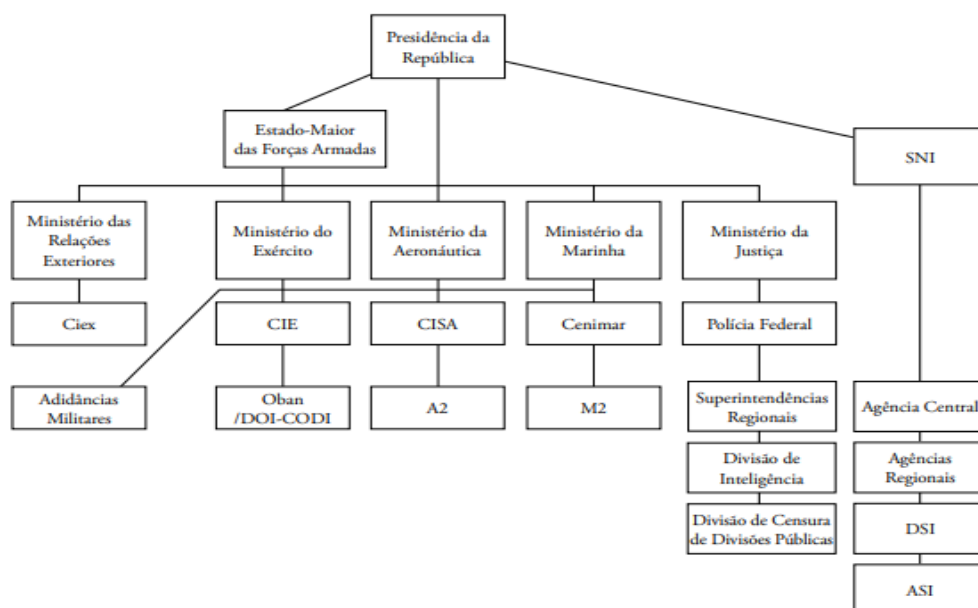 Presidência da
República
Estado-Maior
das Forças Armadas
SNI
Ministério das
Relações
Exteriores
Ministério do
Exército
Ministério da
Aeronáutica
Ministério da
Marinha
Ministério da
Justiça
Ciex
CIE
CISA
Cenimar
Polícia Federal
Adidâncias
Militares
Oban
/DOI-CODI
A2
M2
Superintendências
Regionais
Agência Central
Divisão de
Inteligência
Agências
Regionais
Divisão de Censura
de Divisões Públicas
DSI
ASI